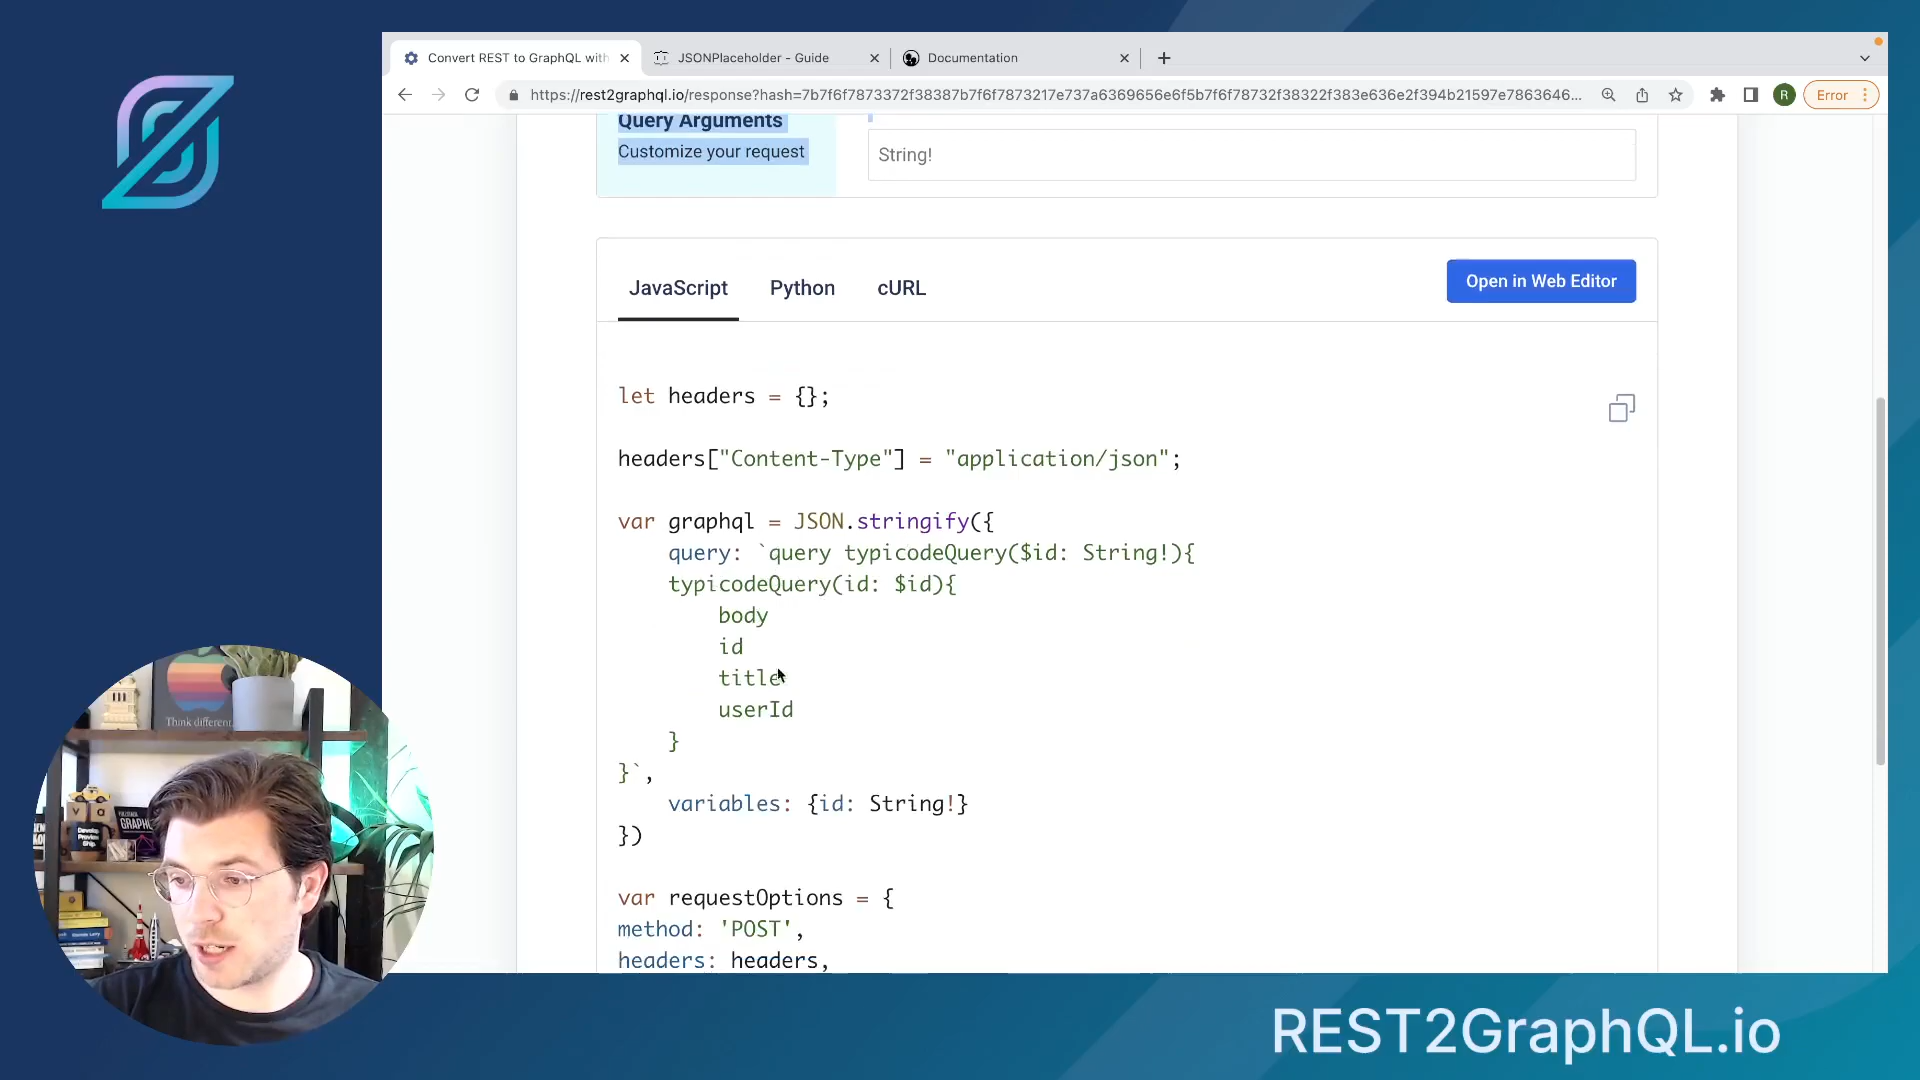 Convert REST to GraphQL with
JSONPlaceholder - Guide
Documentation
https://rest2graphql.io/response?hash=7b7f6f7873372f38387b7f6f7873217e737a6369656e6f5b7f6f78732f38322f383e636e2f394b21597e7863646...
R
Error
Query Arguments
Customize your request
String!
JavaScript
Python
cURL
Open in Web Editor
let headers = {};
headers["Content-Type"] = "application/json";
var graphql = JSON.stringify({
query: `query typicodeQuery($id: String!){
typicodeQuery(id: $id){
body
id
title
userId
}
}`,
variables: {id: String!}
})
var requestOptions = {
method: 'POST',
headers: headers,
Think different.
REST2GraphQL.io